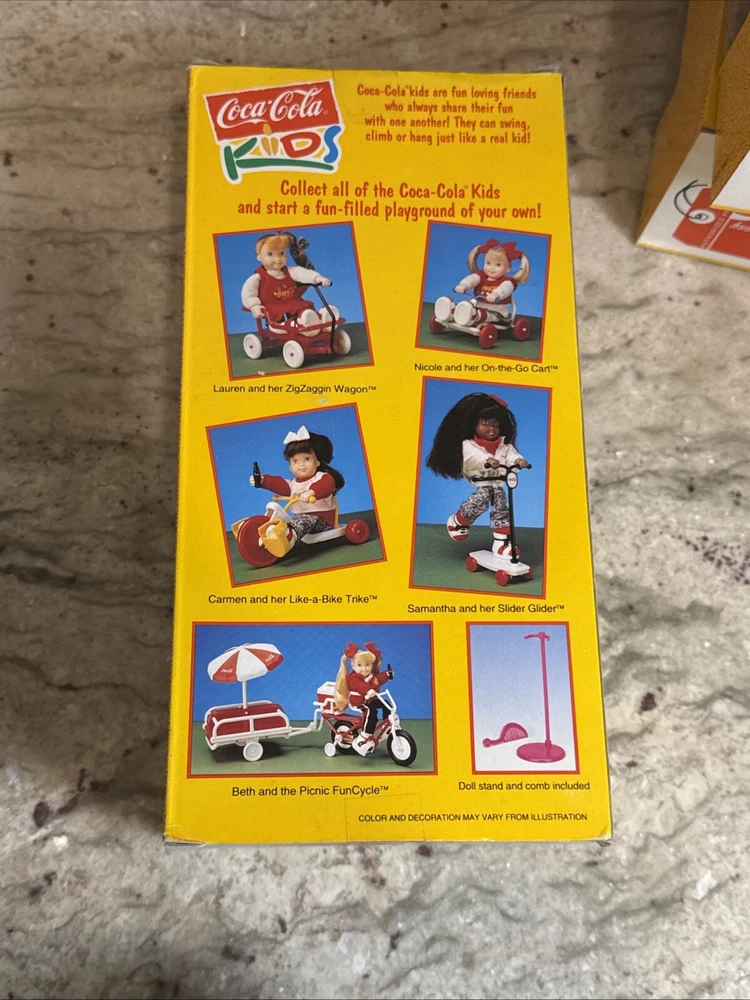 Coca-Cola®
KiDS
Coca-Cola® kids are fun loving friends
who always share their fun
with one another! They can swing,
climb or hang just like a real kid!
Collect all of the Coca-Cola® Kids
and start a fun-filled playground of your own!
Lauren and her ZigZaggin Wagon™
Nicole and her On-the-Go Cart™
Carmen and her Like-a-Bike Trike™
Samantha and her Slider Glider™
Beth and the Picnic FunCycle™
Doll stand and comb included
COLOR AND DECORATION MAY VARY FROM ILLUSTRATION